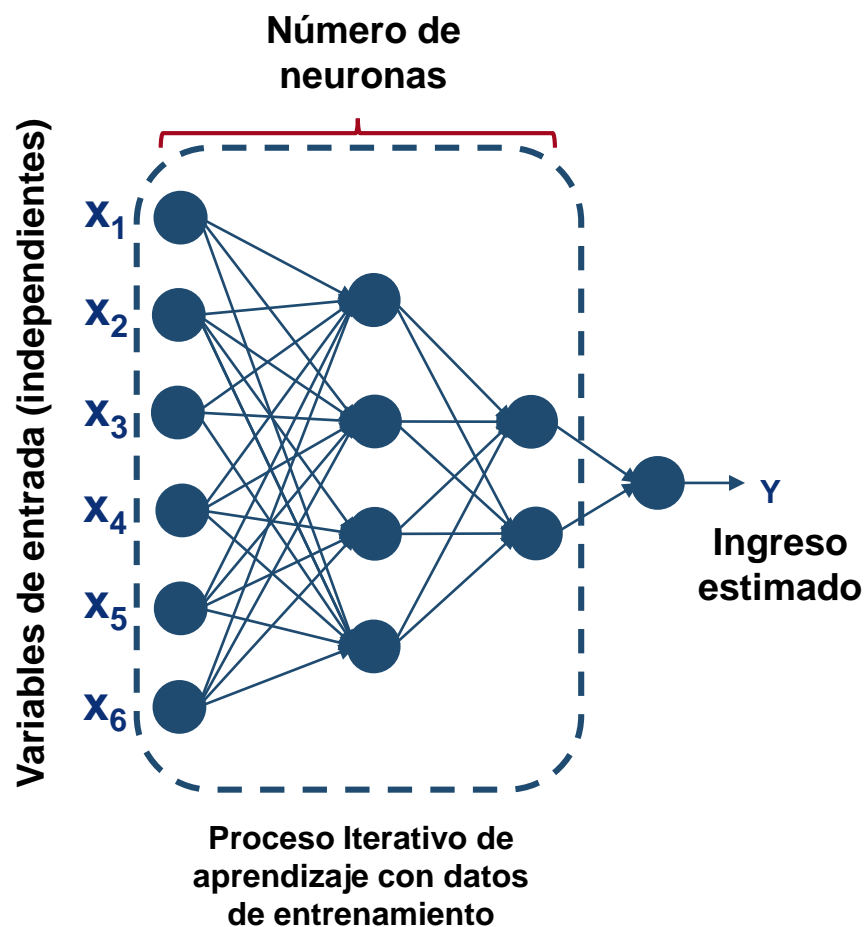 Número de
neuronas
Variables de entrada (independientes)
x1
x2
x3
x4
x5
x6
Y
Ingreso
estimado
Proceso Iterativo de
aprendizaje con datos
de entrenamiento